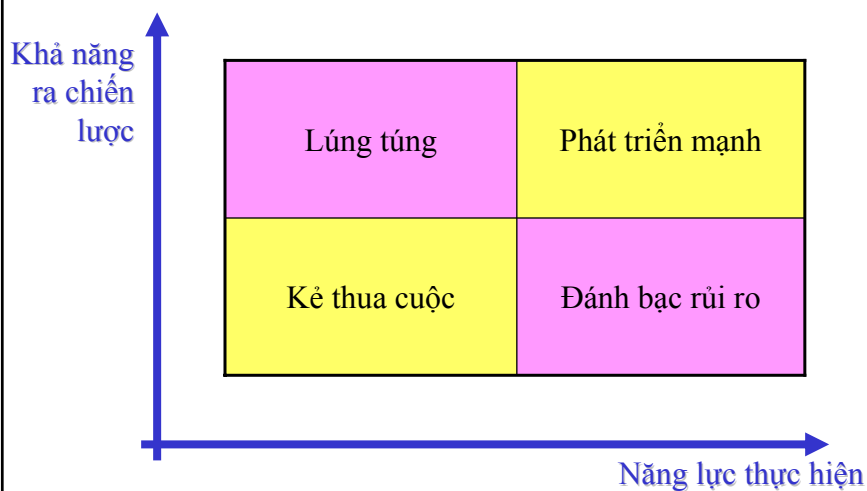 Khả năng
ra chiến
lược
Lúng túng
Phát triển mạnh
Kẻ thua cuộc
Đánh bạc rủi ro
Năng lực thực hiện